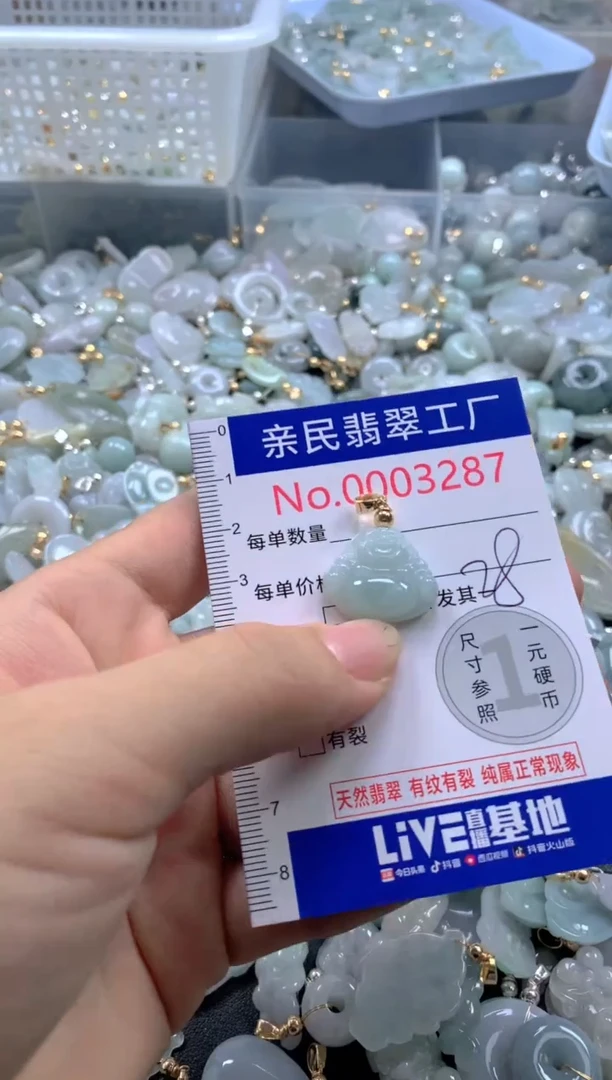 0
亲民翡翠工厂
1
No.0003287
2
每单数量
3
每单价
发其
28
尺寸参照
1
一元硬币
有裂
天然翡翠 有纹有裂 纯属正常现象
7
LiVE直播基地
8
今日头条 抖音 西瓜视频 抖音火山版